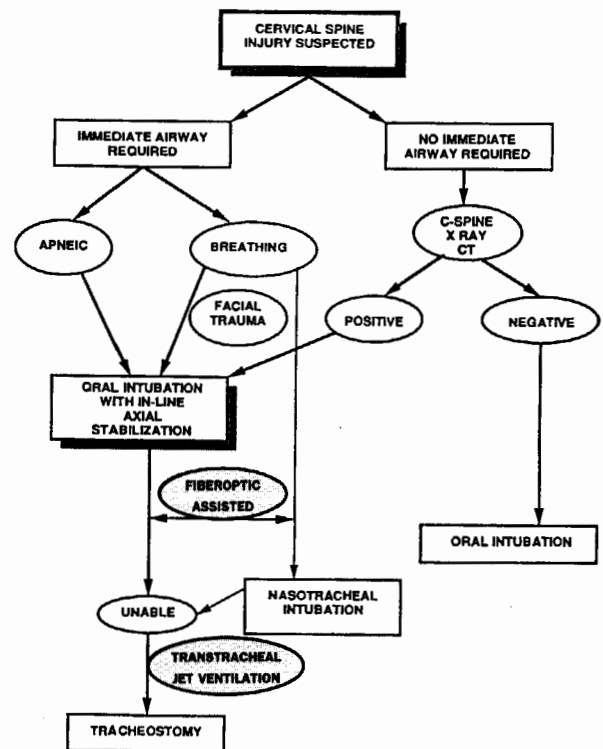 CERVICAL SPINE
INJURY SUSPECTED
IMMEDIATE AIRWAY
REQUIRED
NO IMMEDIATE
AIRWAY REQUIRED
APNEIC
BREATHING
C-SPINE
X RAY
CT
FACIAL
TRAUMA
POSITIVE
NEGATIVE
ORAL INTUBATION
WITH IN-LINE
AXIAL
STABILIZATION
FIBEROPTIC
ASSISTED
ORAL INTUBATION
NASOTRACHEAL
INTUBATION
UNABLE
TRANSTRACHEAL
JET VENTILATION
TRACHEOSTOMY